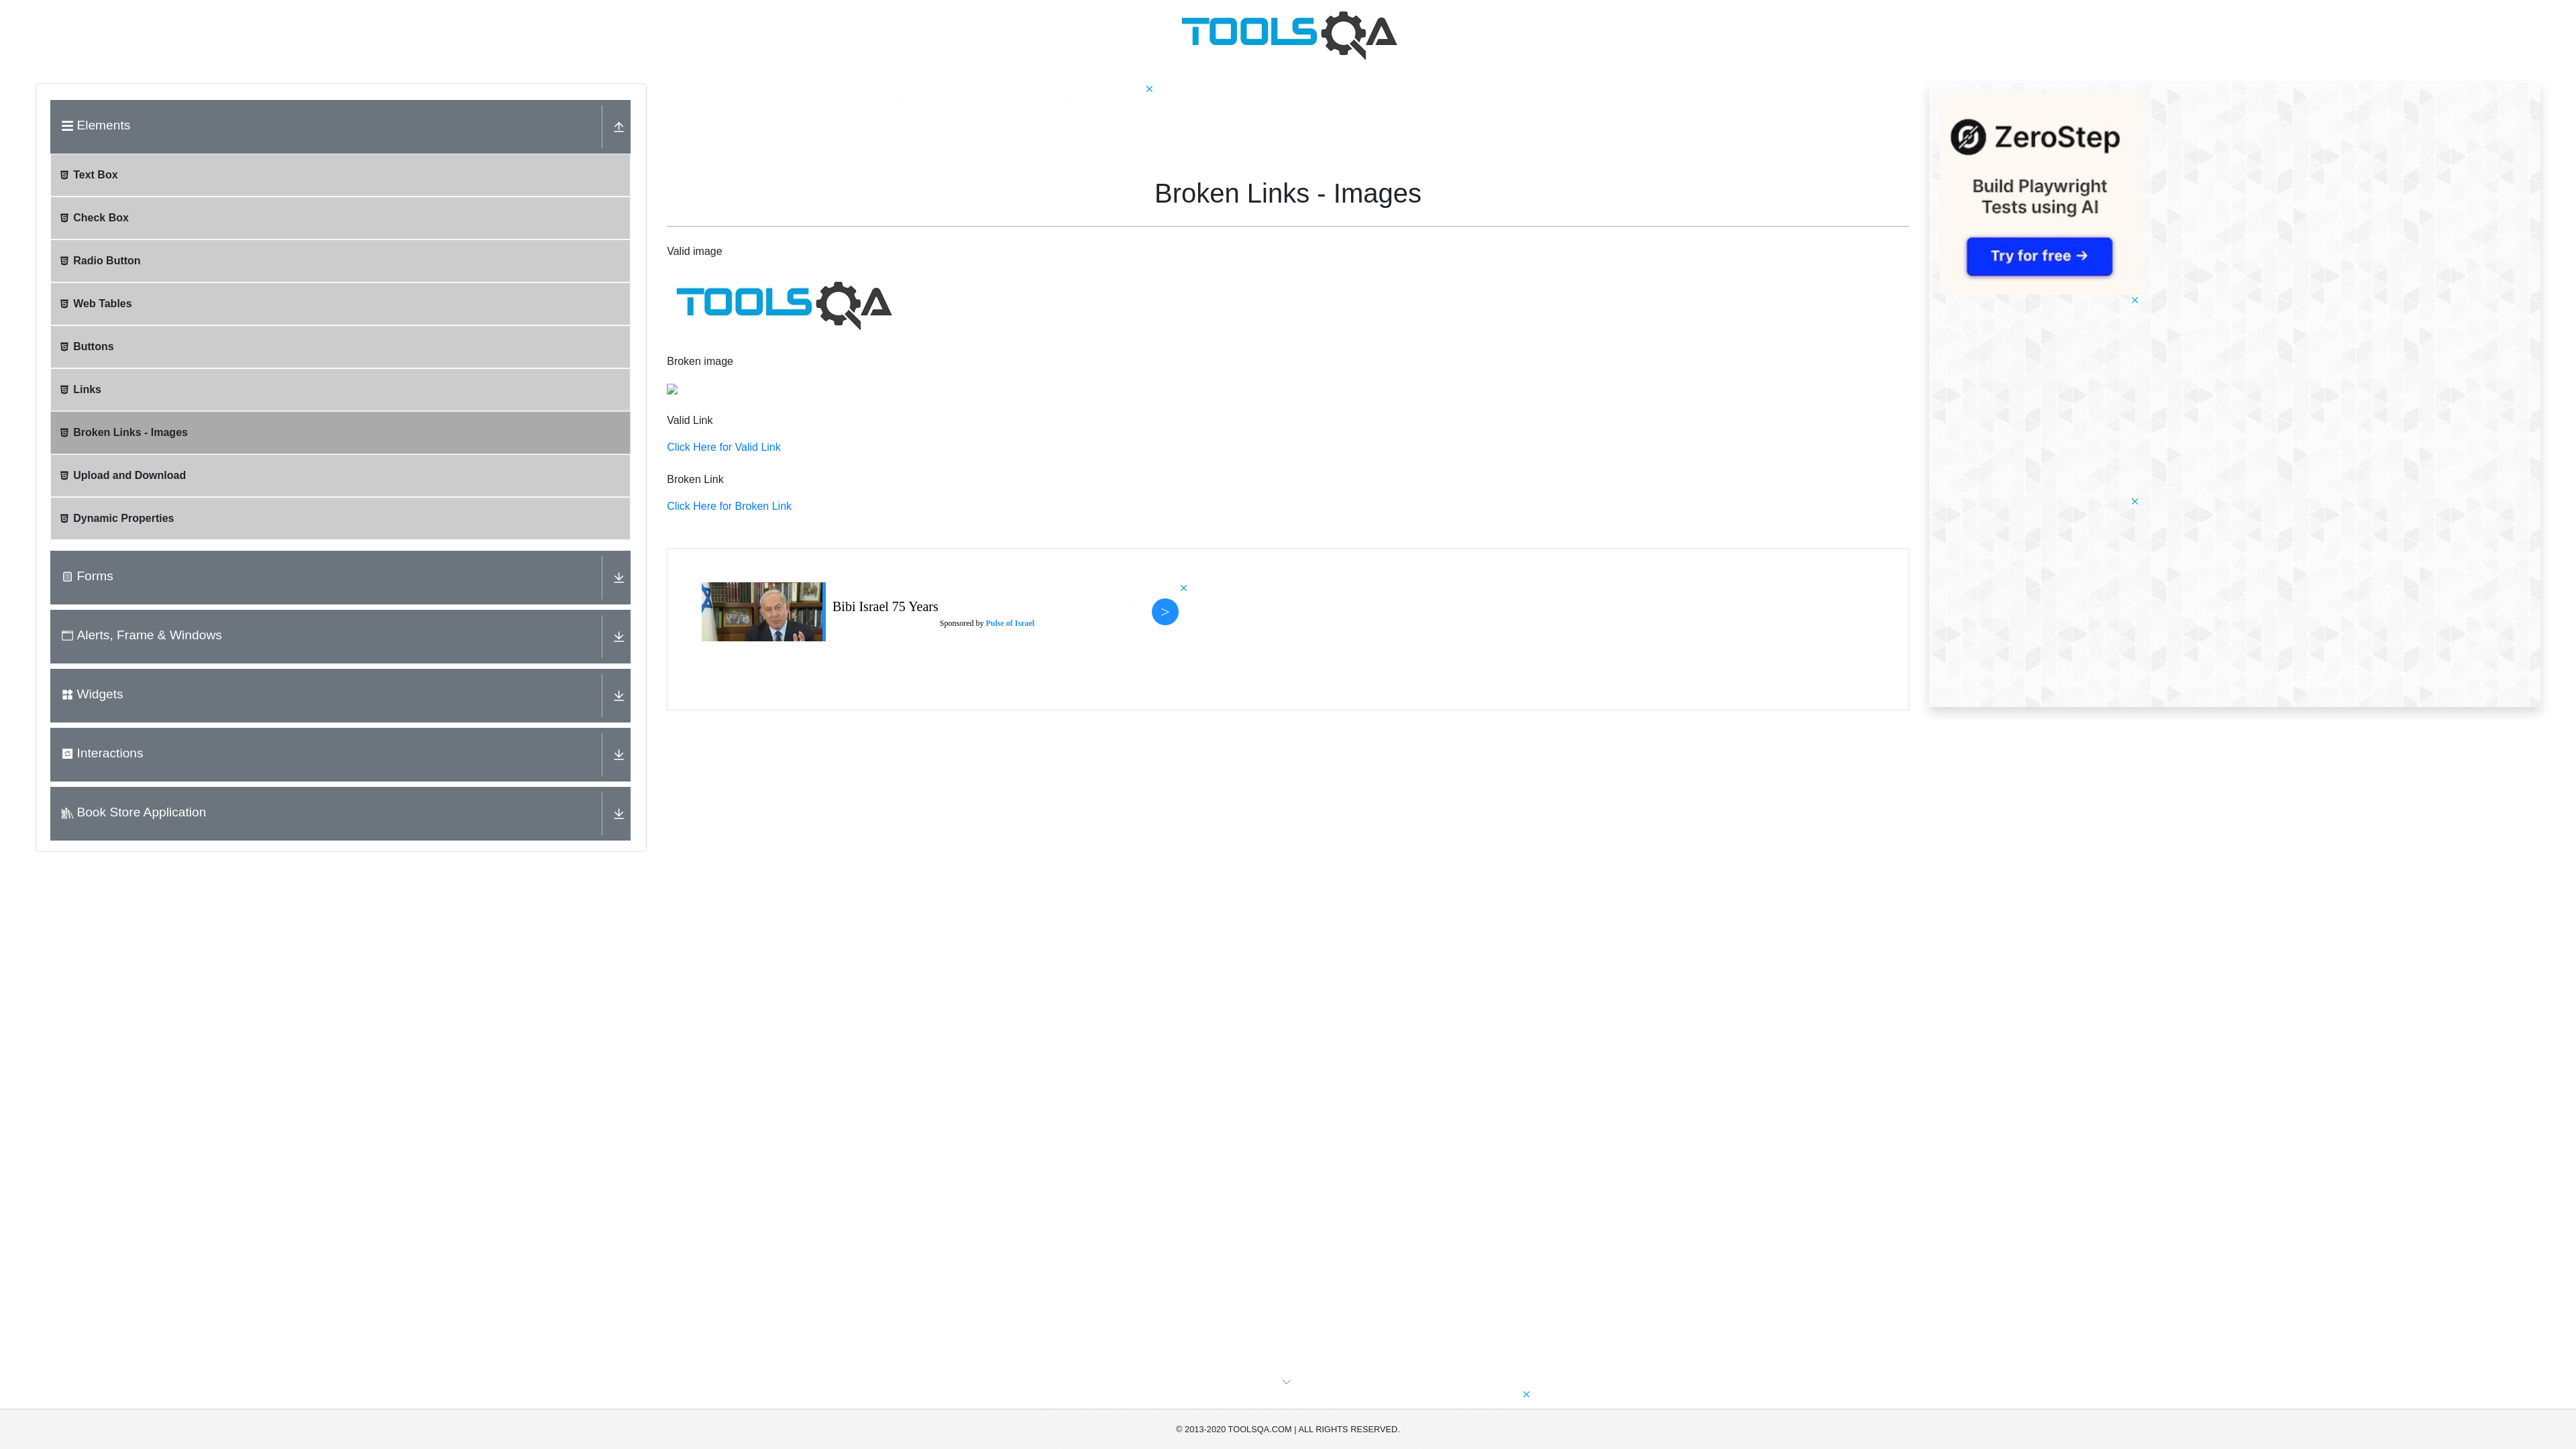 TOOLSQA
Elements
Text Box
Check Box
Radio Button
Web Tables
Buttons
Links
Broken Links - Images
Upload and Download
Dynamic Properties
Forms
Alerts, Frame & Windows
Widgets
Interactions
Book Store Application
Broken Links - Images
Valid image
TOOLSQA
Broken image
Valid Link
Click Here for Valid Link
Broken Link
Click Here for Broken Link
Bibi Israel 75 Years
Sponsored by Pulse of Israel
>
ZeroStep
Build Playwright
Tests using AI
Try for free →
© 2013-2020 TOOLSQA.COM | ALL RIGHTS RESERVED.